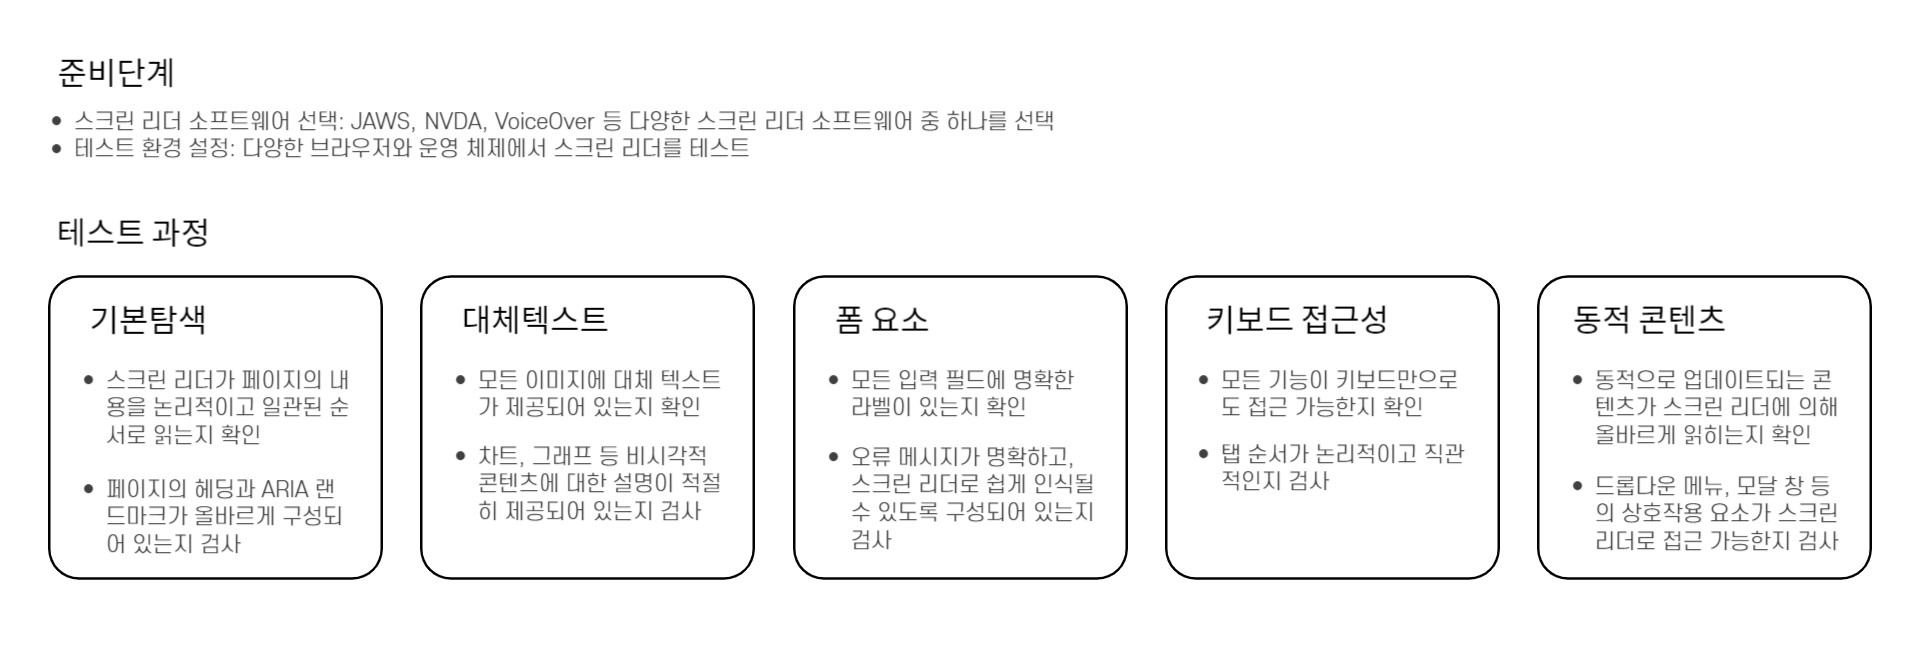 준비단계
• 스크린 리더 소프트웨어 선택: JAWS, NVDA, VoiceOver 등 다양한 스크린 리더 소프트웨어 중 하나를 선택
• 테스트 환경 설정: 다양한 브라우저와 운영 체제에서 스크린 리더를 테스트
테스트 과정
기본탐색
• 스크린 리더가 페이지의 내
용을 논리적이고 일관된 순
서로 읽는지 확인
• 페이지의 헤딩과 ARIA 랜
드마크가 올바르게 구성되
어 있는지 검사
대체텍스트
• 모든 이미지에 대체 텍스트
가 제공되어 있는지 확인
• 차트, 그래프 등 비시각적
콘텐츠에 대한 설명이 적절
히 제공되어 있는지 검사
폼 요소
• 모든 입력 필드에 명확한
라벨이 있는지 확인
• 오류 메시지가 명확하고,
스크린 리더로 쉽게 인식될
수 있도록 구성되어 있는지
검사
키보드 접근성
• 모든 기능이 키보드만으로
도 접근 가능한지 확인
• 탭 순서가 논리적이고 직관
적인지 검사
동적 콘텐츠
• 동적으로 업데이트되는 콘
텐츠가 스크린 리더에 의해
올바르게 읽히는지 확인
• 드롭다운 메뉴, 모달 창 등
의 상호작용 요소가 스크린
리더로 접근 가능한지 검사